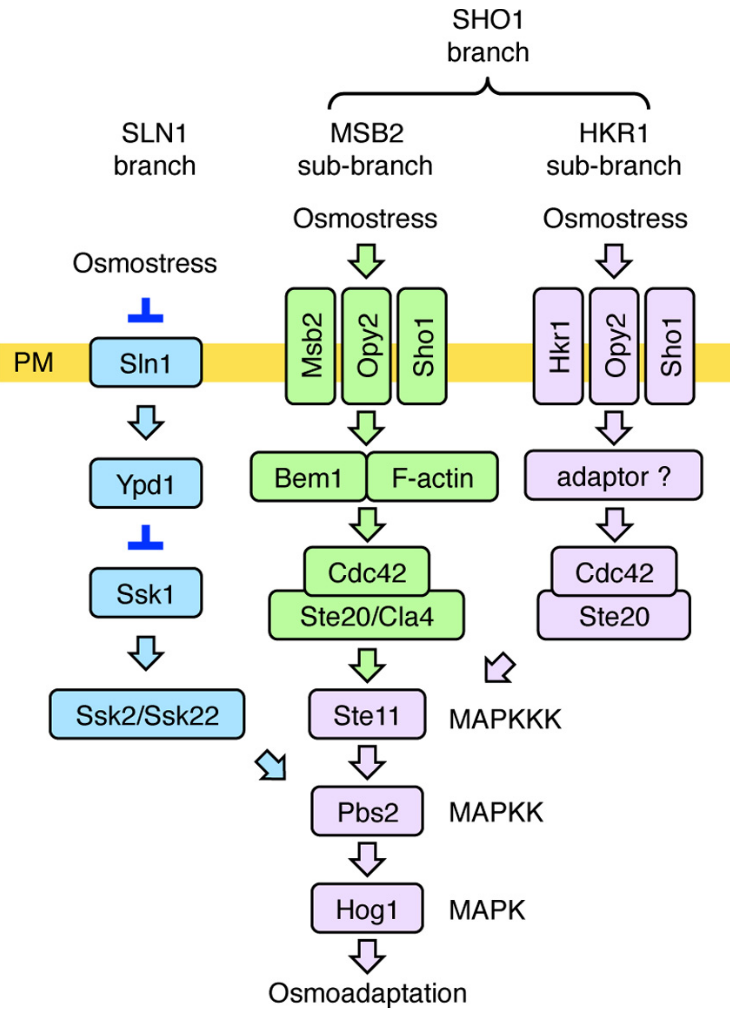 SHO1
branch
SLN1
branch
MSB2
sub-branch
HKR1
sub-branch
Osmostress
Osmostress
Osmostress
PM
Sln1
Msb2
Opy2
Sho1
Hkr1
Opy2
Sho1
Ypd1
Bem1
F-actin
adaptor ?
Ssk1
Cdc42
Ste20/Cla4
Cdc42
Ste20
Ssk2/Ssk22
Ste11
MAPKKK
Pbs2
MAPKK
Hog1
MAPK
Osmoadaptation